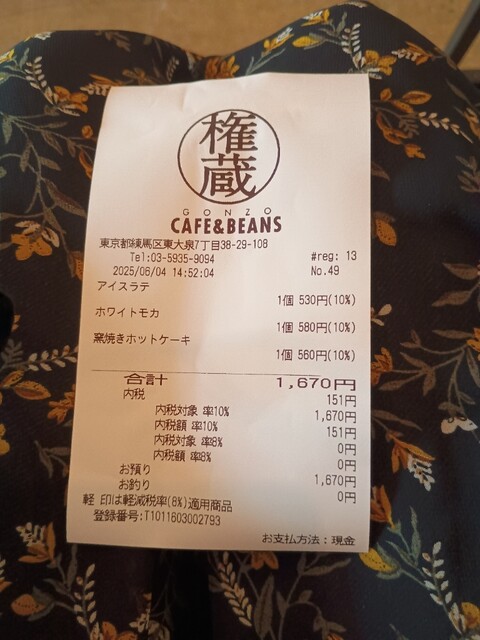 権蔵
GONZO
CAFE&BEANS
東京都練馬区東大泉7丁目38-29-108
Tel:03-5935-9094 #reg: 13
2025/06/04 14:52:04 No.49
アイスラテ
1個 530円(10%)
ホワイトモカ
1個 580円(10%)
窯焼きホットケーキ
1個 560円(10%)
合計 1,670円
内税 151円
内税対象 率10% 1,670円
内税額 率10% 151円
内税対象 率8% 0円
内税額 率8% 0円
お預り 1,670円
お釣り 0円
軽 印は軽減税率(8%)適用商品
登録番号:T1011603002793
お支払方法：現金